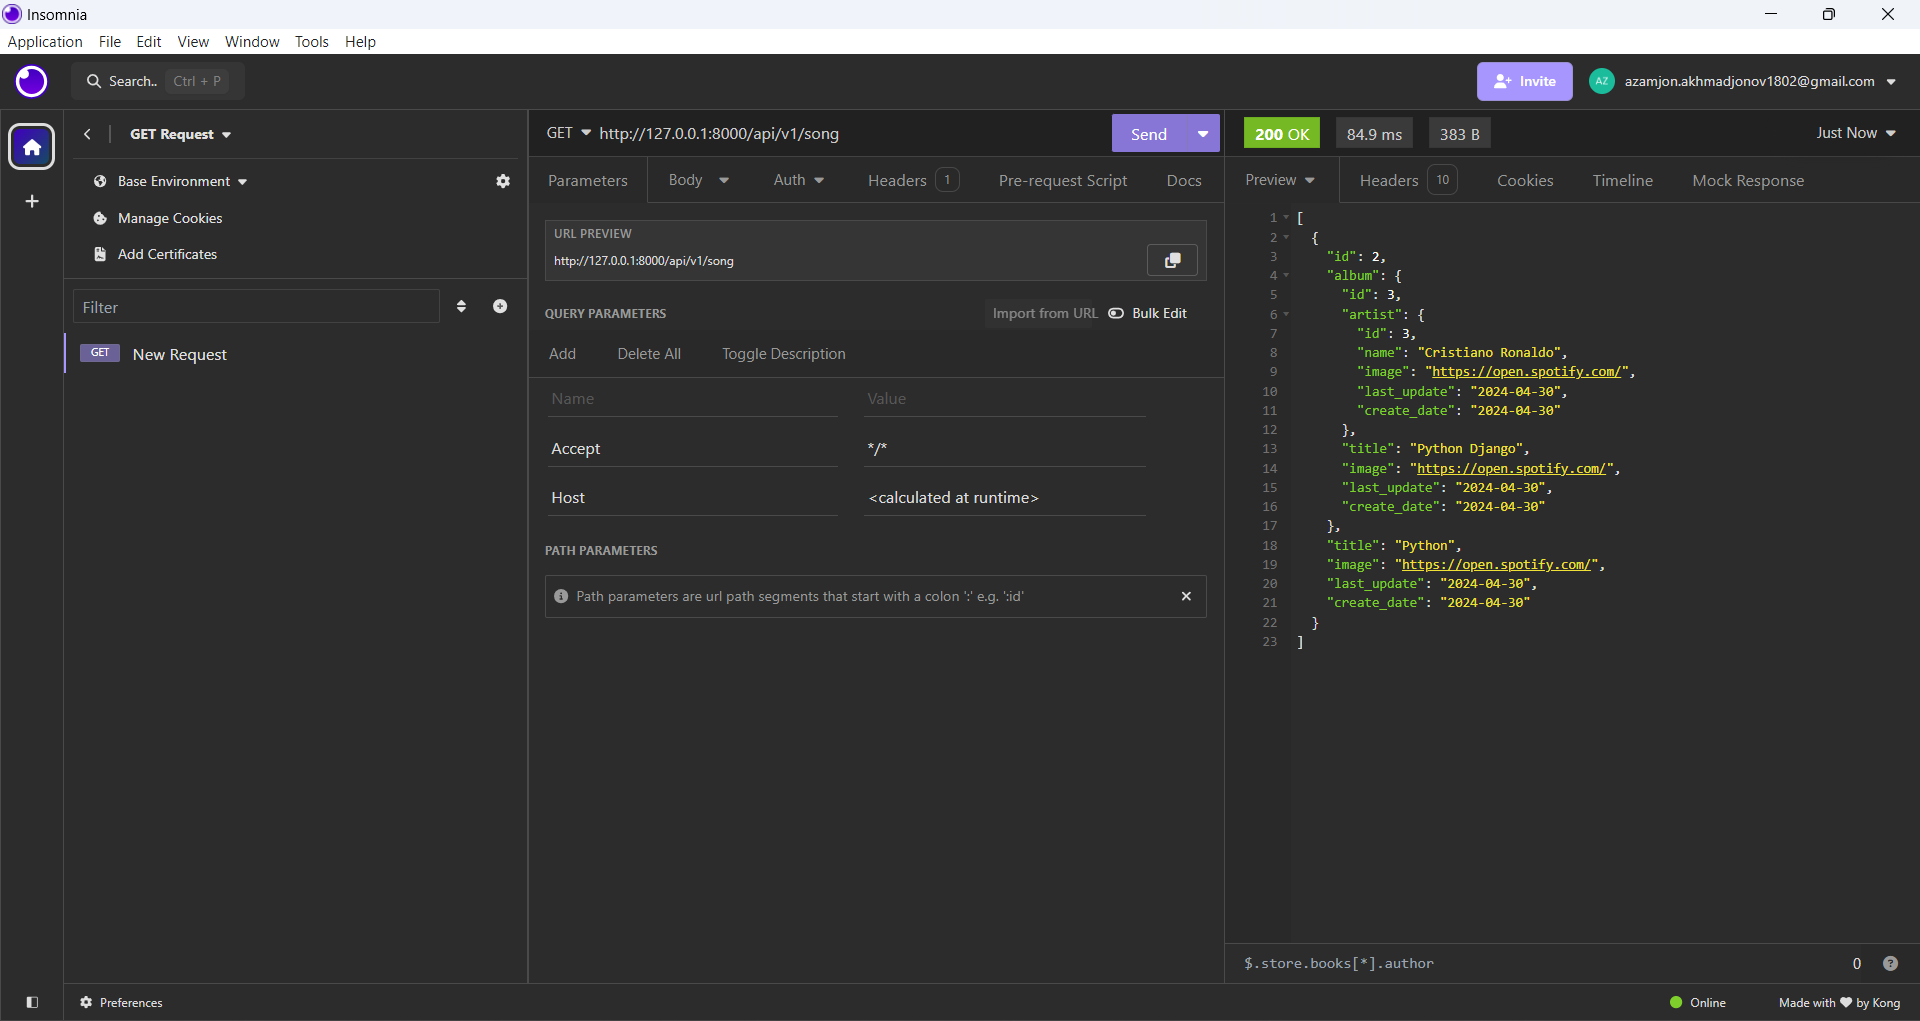 Insomnia
Application File Edit View Window Tools Help
Search.. Ctrl + P
Invite
AZ azamjon.akhmadjonov1802@gmail.com
GET Request
Base Environment
Manage Cookies
Add Certificates
Filter
GET New Request
Preferences
GET http://127.0.0.1:8000/api/v1/song
Send
Parameters Body Auth Headers 1 Pre-request Script Docs
URL PREVIEW
http://127.0.0.1:8000/api/v1/song
QUERY PARAMETERS Import from URL Bulk Edit
Add Delete All Toggle Description
Name Value
Accept */*
Host <calculated at runtime>
PATH PARAMETERS
Path parameters are url path segments that start with a colon ':' e.g. ':id'
200 OK 84.9 ms 383 B Just Now
Preview Headers 10 Cookies Timeline Mock Response
1 [
2 {
3 "id": 2,
4 "album": {
5 "id": 3,
6 "artist": {
7 "id": 3,
8 "name": "Cristiano Ronaldo",
9 "image": "https://open.spotify.com/",
10 "last_update": "2024-04-30",
11 "create_date": "2024-04-30"
12 },
13 "title": "Python Django",
14 "image": "https://open.spotify.com/",
15 "last_update": "2024-04-30",
16 "create_date": "2024-04-30"
17 },
18 "title": "Python",
19 "image": "https://open.spotify.com/",
20 "last_update": "2024-04-30",
21 "create_date": "2024-04-30"
22 }
23 ]
$.store.books[*].author 0
Online Made with ❤ by Kong